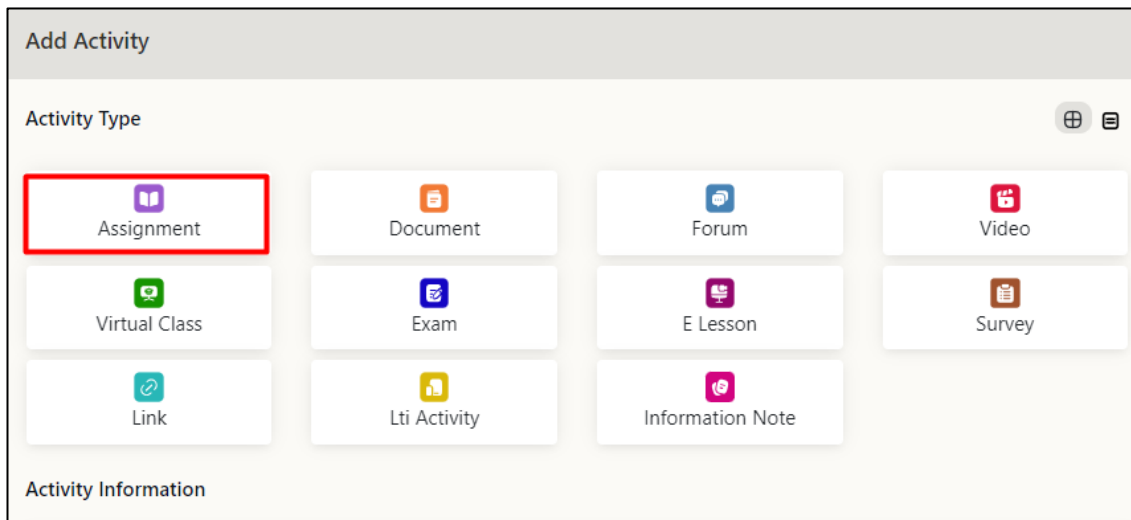 Add Activity
Activity Type
Assignment
Document
Forum
Video
Virtual Class
Exam
E Lesson
Survey
Link
Lti Activity
Information Note
Activity Information